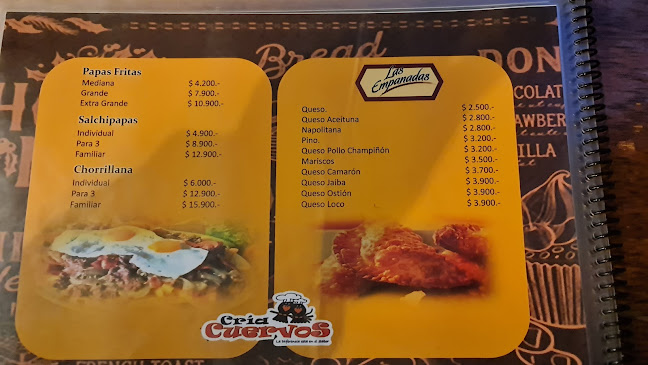 Bread
DON
Papas Fritas
Mediana $ 4.200.-
Grande $ 7.900.-
Extra Grande $ 10.900.-
Salchipapas
Individual $ 4.900.-
Para 3 $ 8.900.-
Familiar $ 12.900.-
Chorrillana
Individual $ 6.000.-
Para 3 $ 12.900.-
Familiar $ 15.900.-
Las
Empanadas
Queso. $ 2.500.-
Queso Aceituna $ 2.800.-
Napolitana $ 2.800.-
Pino. $ 3.200.-
Queso Pollo Champiñón $ 3.200.-
Mariscos $ 3.500.-
Queso Camarón $ 3.700.-
Queso Jaiba $ 3.900.-
Queso Ostión $ 3.900.-
Queso Loco $ 3.900.-
COLAT
AWBER
ILLA
Cria
Cuervos
FRENCH TOAST